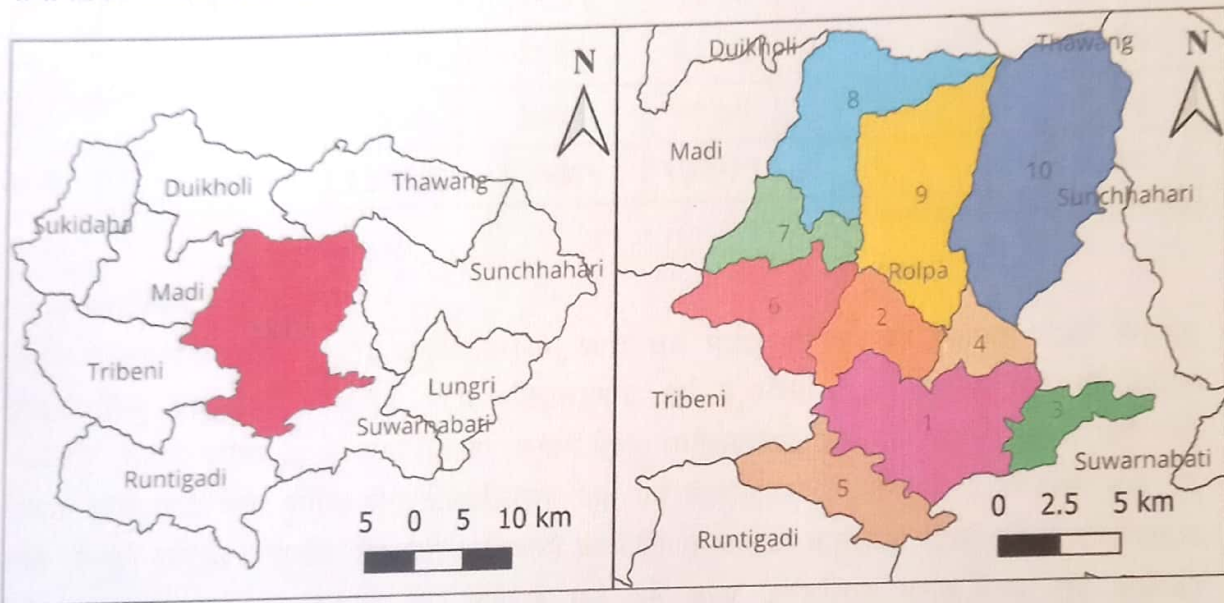 N
Duikholi
Thawang
Sukidaha
Sunchhahari
Madi
Tribeni
Lungri
Suwarnabati
Runtigadi
5 0 5 10 km
Duikholi
Thawang
N
8
Madi
10
9
Sunchhahari
7
Rolpa
6
2
4
Tribeni
3
1
Suwarnabati
5
0 2.5 5 km
Runtigadi